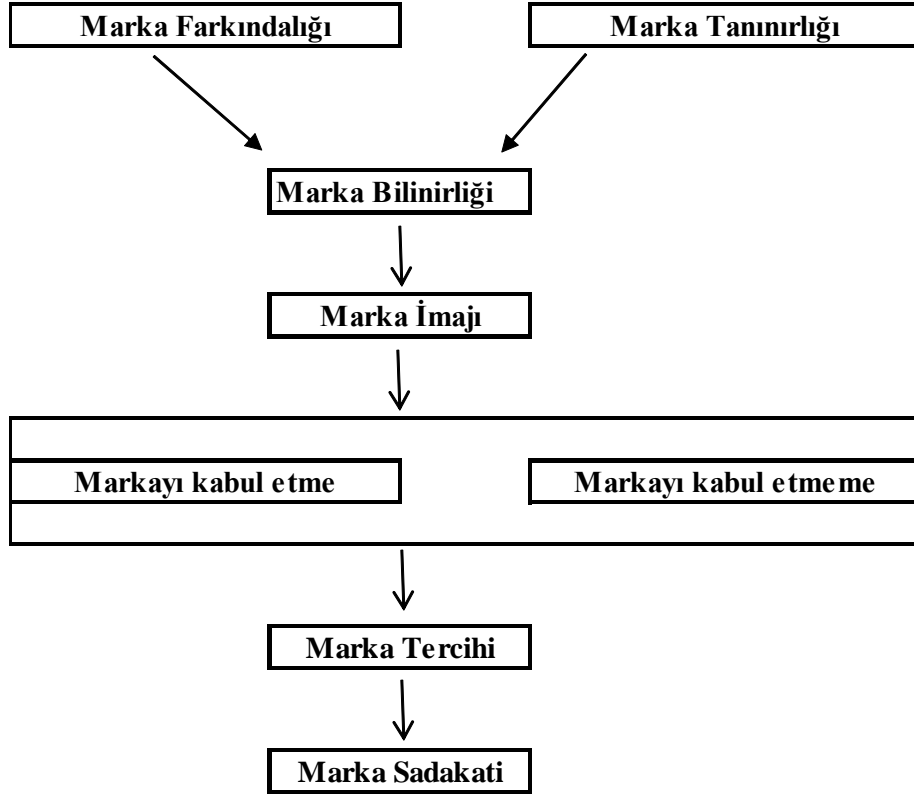 Marka Farkındalığı
Marka Tanınırlığı
Marka Bilinirliği
Marka İmajı
Markayı kabul etme
Markayı kabul etmeme
Marka Tercihi
Marka Sadakati